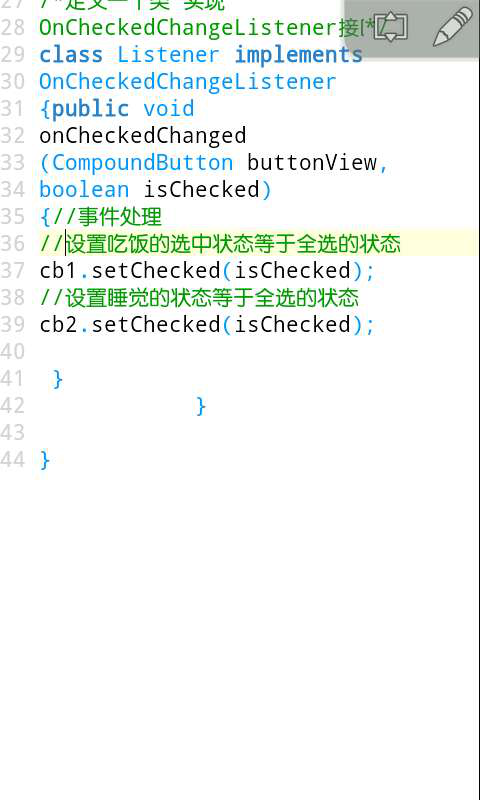 27 /*定义一个类 实现
28 OnCheckedChangeListener接[*
29 class Listener implements
30 OnCheckedChangeListener
31 {public void
32 onCheckedChanged
33 (CompoundButton buttonView,
34 boolean isChecked)
35 {//事件处理
36 //设置吃饭的选中状态等于全选的状态
37 cb1.setChecked(isChecked);
38 //设置睡觉的状态等于全选的状态
39 cb2.setChecked(isChecked);
40
41 }
42 }
43
44 }